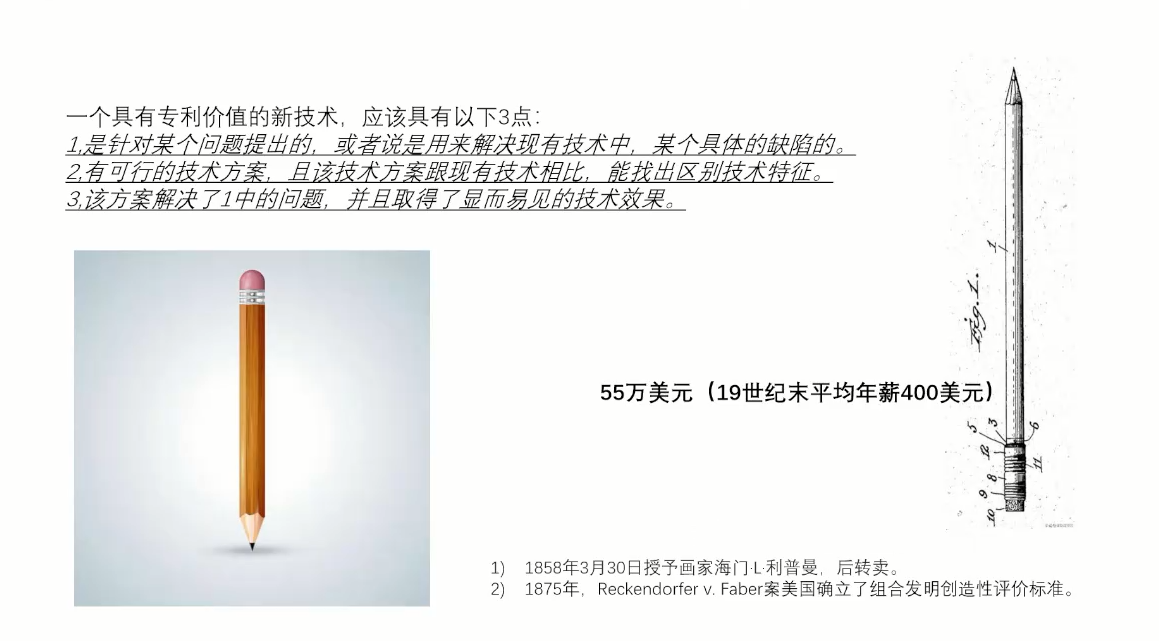 一个具有专利价值的新技术，应该具有以下3点：
1,是针对某个问题提出的，或者说是用来解决现有技术中，某个具体的缺陷的。
2,有可行的技术方案，且该技术方案跟现有技术相比，能找出区别技术特征。
3,该方案解决了1中的问题，并且取得了显而易见的技术效果。
1
Fig. 1.
55万美元（19世纪末平均年薪400美元）
5
3
6
12
11
8
9
10
1) 1858年3月30日授予画家海门·L·利普曼，后转卖。
2) 1875年，Reckendorfer v. Faber案美国确立了组合发明创造性评价标准。